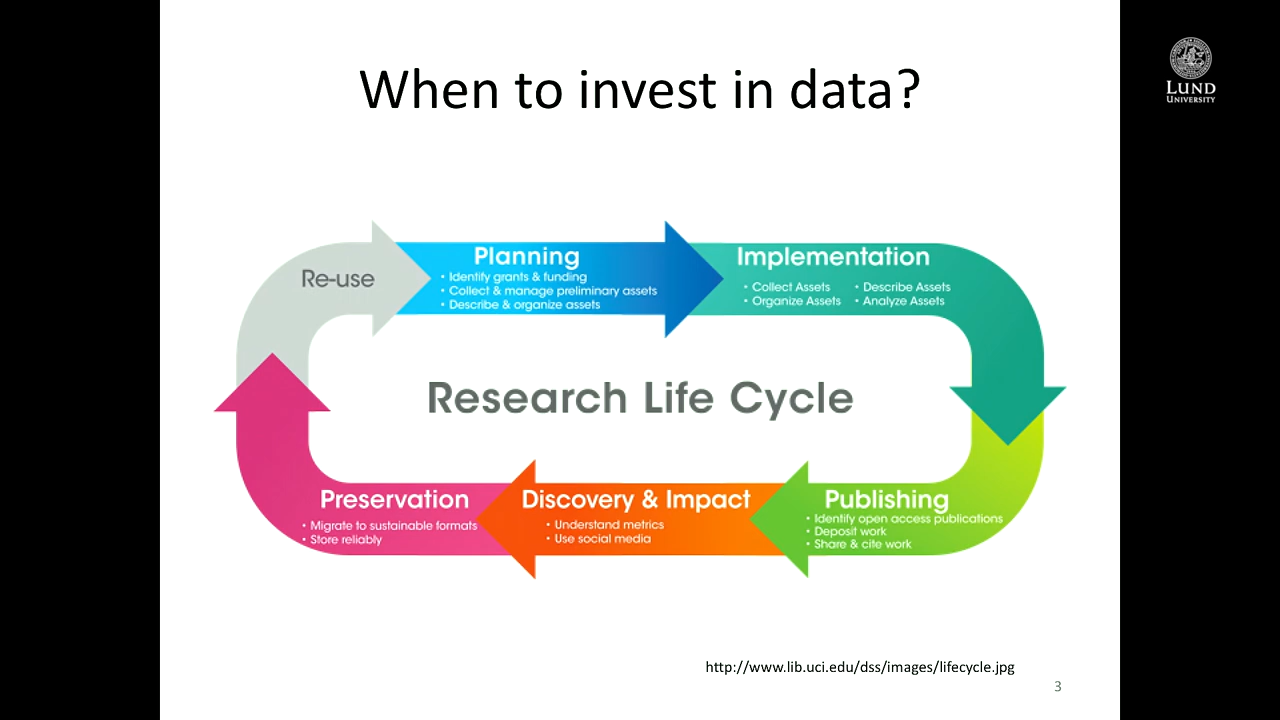 When to invest in data?
LUND
UNIVERSITY
Re-use
Planning
• Identify grants & funding
• Collect & manage preliminary assets
• Describe & organize assets
Implementation
• Collect Assets
• Organize Assets
• Describe Assets
• Analyze Assets
Research Life Cycle
Preservation
• Migrate to sustainable formats
• Store reliably
Discovery & Impact
• Understand metrics
• Use social media
Publishing
• Identify open access publications
• Deposit work
• Share & cite work
http://www.lib.uci.edu/dss/images/lifecycle.jpg
3